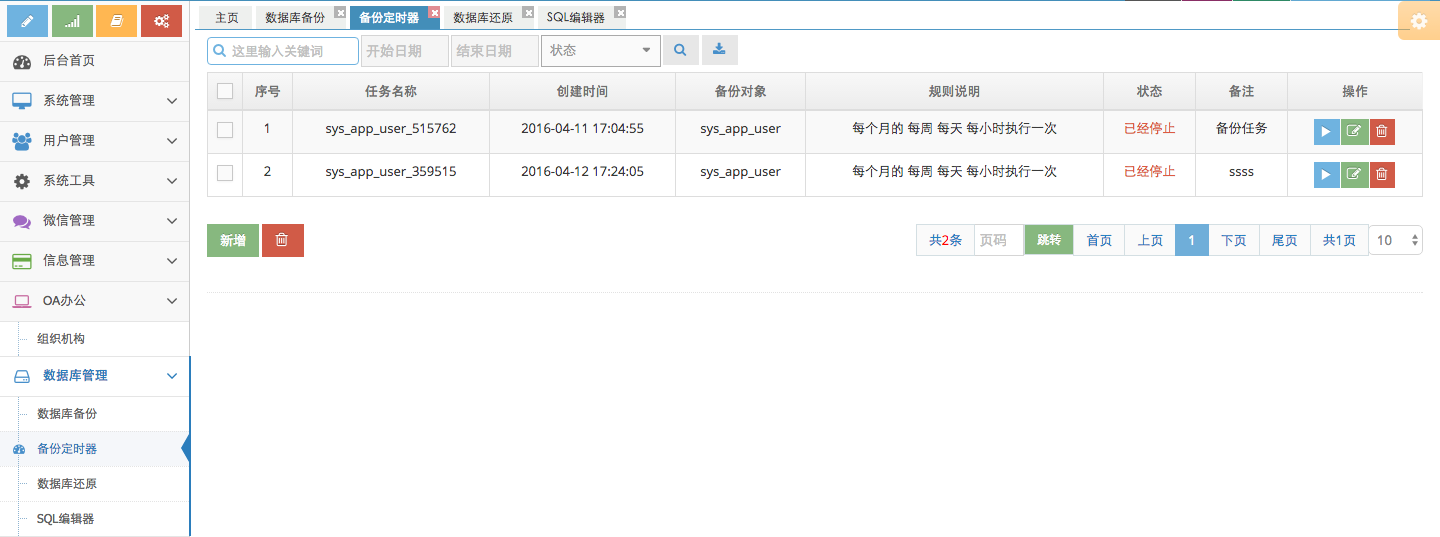 主页 数据库备份 备份定时器 数据库还原 SQL编辑器
这里输入关键词 开始日期 结束日期 状态
后台首页
系统管理
用户管理
系统工具
微信管理
信息管理
OA办公
组织机构
数据库管理
数据库备份
备份定时器
数据库还原
SQL编辑器
序号 任务名称 创建时间 备份对象 规则说明 状态 备注 操作
1 sys_app_user_515762 2016-04-11 17:04:55 sys_app_user 每个月的 每周 每天 每小时执行一次 已经停止 备份任务
2 sys_app_user_359515 2016-04-12 17:24:05 sys_app_user 每个月的 每周 每天 每小时执行一次 已经停止 ssss
新增 共2条 页码 跳转 首页 上页 1 下页 尾页 共1页 10